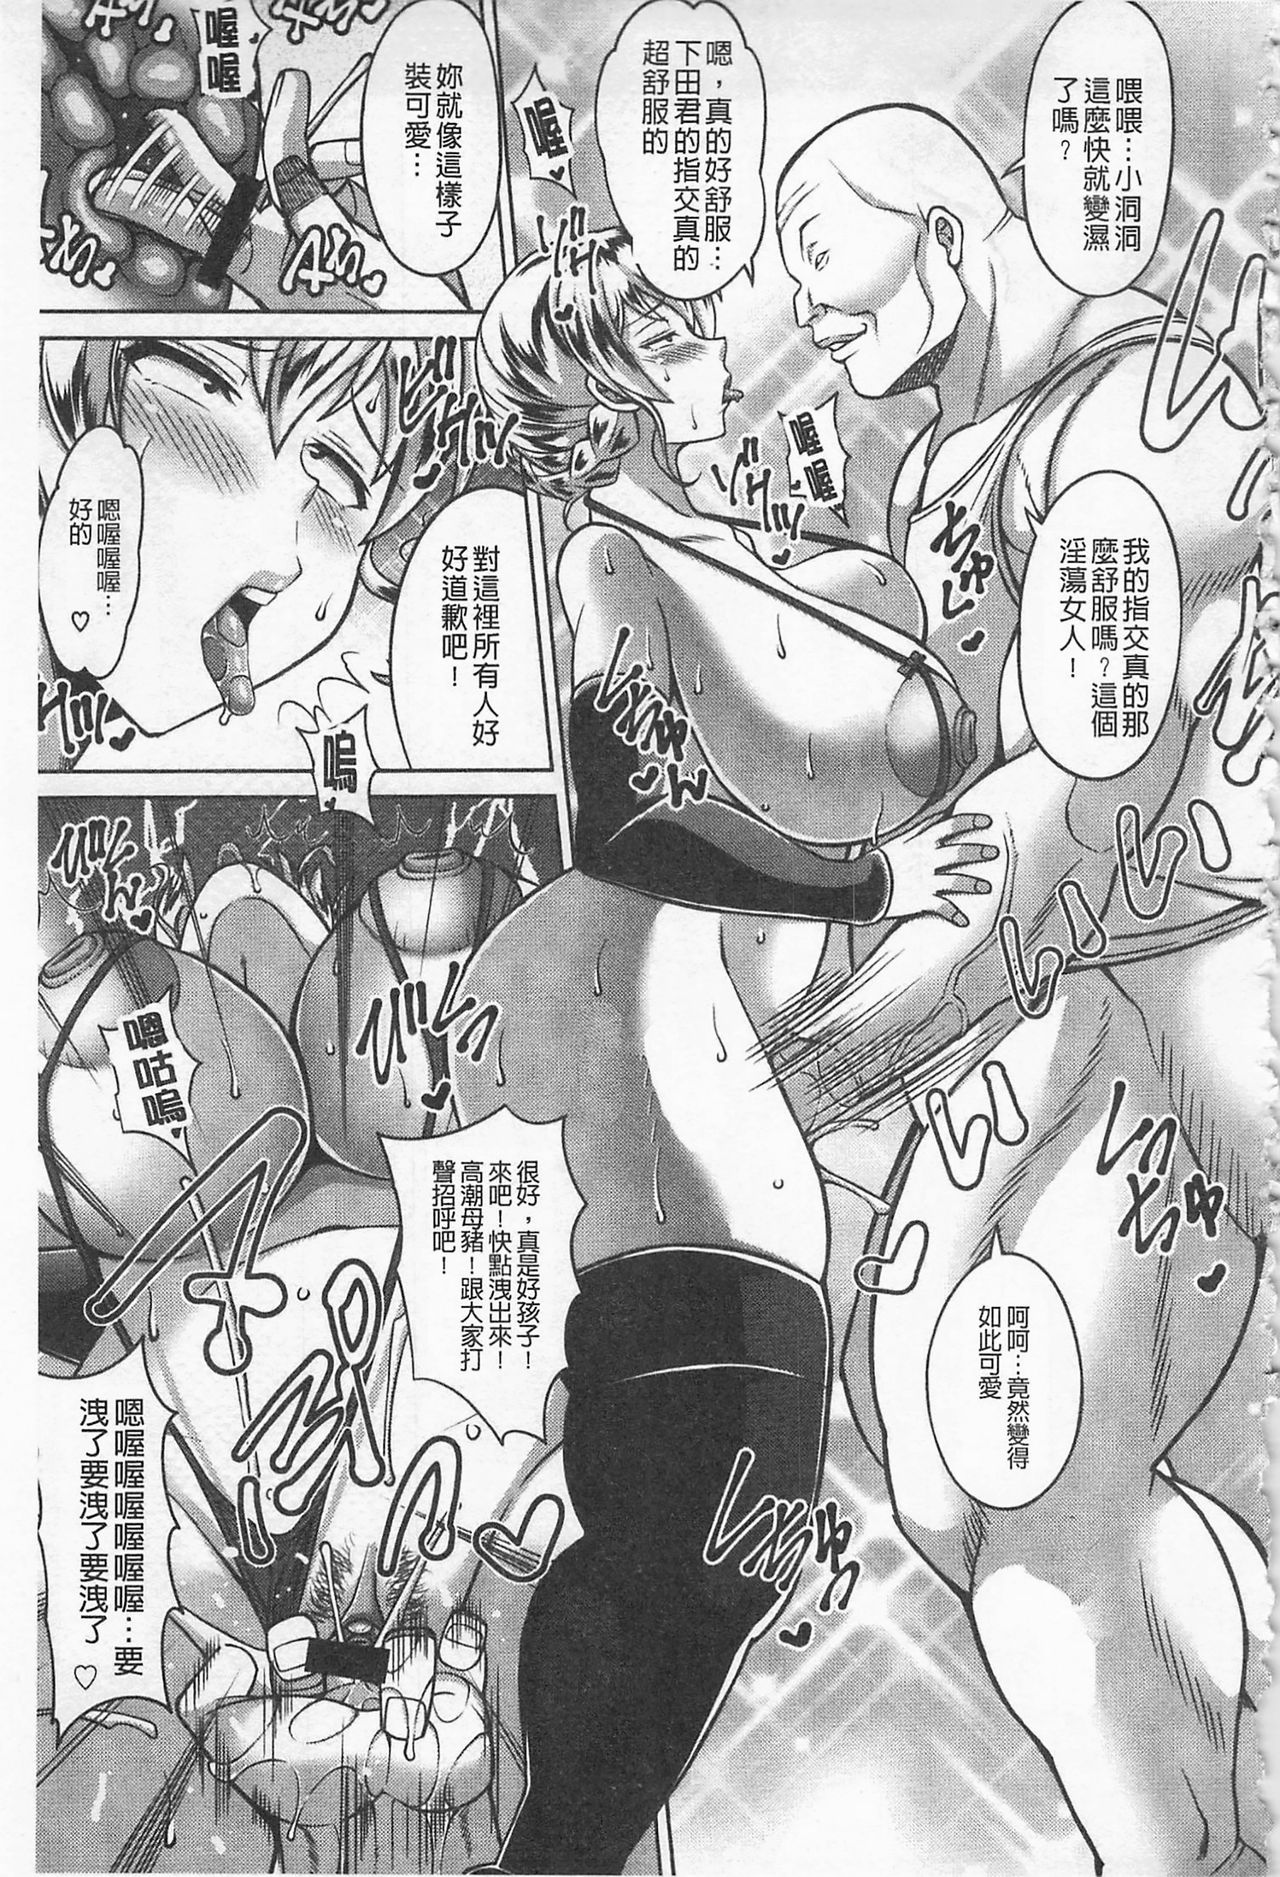 喂喂…小洞洞
這麼快就變濕
了嗎？
嗯，真的好舒服…
下田君的指交真的
超舒服的
喔
喔喔
我的指交真的那
麼舒服嗎？這個
淫蕩女人！
呵呵…竟然變得
如此可愛
喔喔
妳就像這樣子
裝可愛…
對這裡所有人好
好道歉吧！
嗯喔喔喔…
好的♡
嗚
嗯咕嗚
很好，真是好孩子！
來吧！快點洩出來！
高潮母豬！跟大家打
聲招呼吧！
嗯喔喔喔喔喔喔…要
洩了要洩了要洩了♡